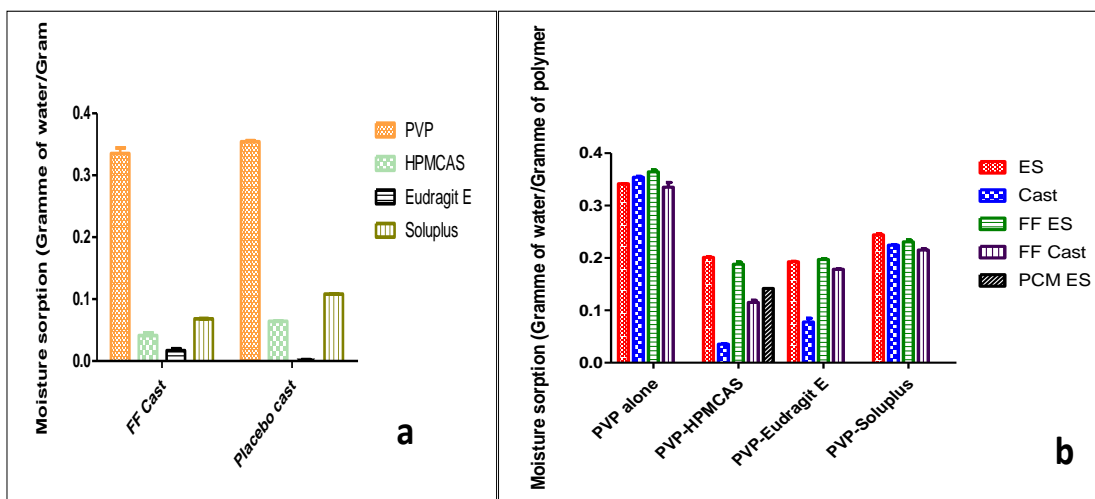 Moisture sorption (Gramme of water/Gram
0.4
0.3
0.2
0.1
0.0
FF Cast
Placebo cast
PVP
HPMCAS
Eudragit E
Soluplus
a
Moisture sorption (Gramme of water/Gramme of polymer
0.4
0.3
0.2
0.1
0.0
PVP alone
PVP-HPMCAS
PVP-Eudragit E
PVP-Soluplus
ES
Cast
FF ES
FF Cast
PCM ES
b